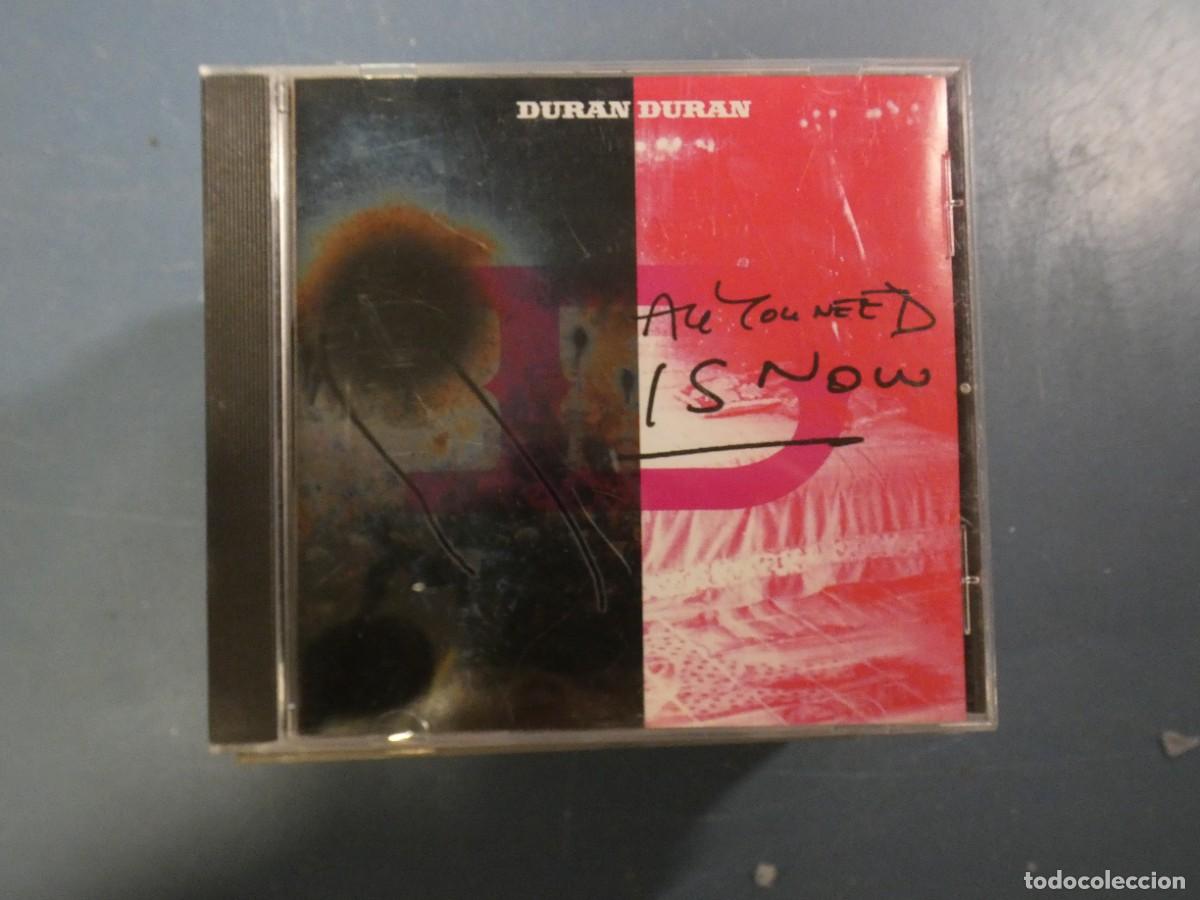 DURAN DURAN
ALL YOU NEED
IS NOW
todocoleccion